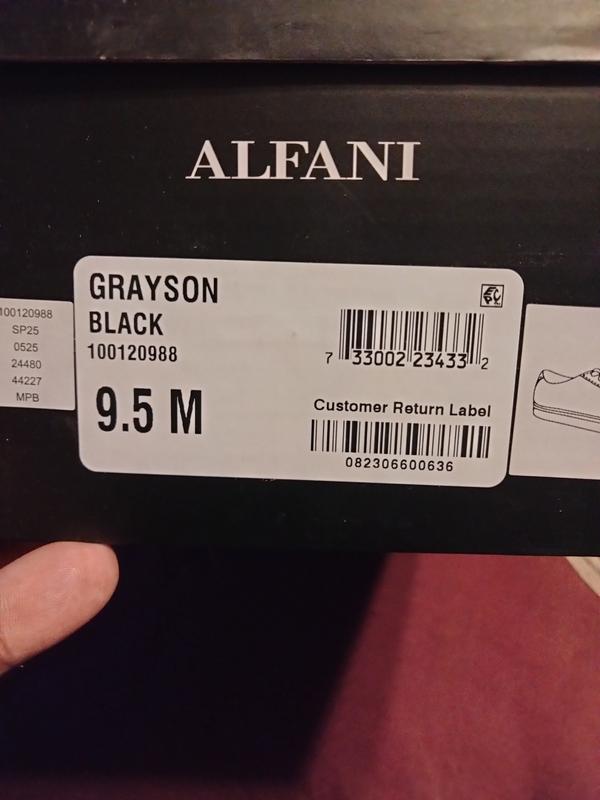 ALFANI
GRAYSON
BLACK
100120988
9.5 M
7 33002 23433 2
Customer Return Label
082306600636
100120988
SP25
0525
24480
44227
MPB